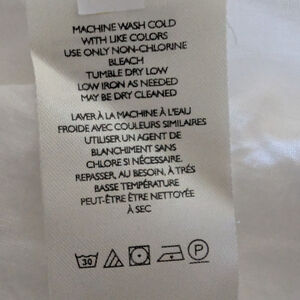 MACHINE WASH COLD
WITH LIKE COLORS
USE ONLY NON-CHLORINE
BLEACH
TUMBLE DRY LOW
LOW IRON AS NEEDED
MAY BE DRY CLEANED
LAVER À LA MACHINE À L'EAU
FROIDE AVEC COULEURS SIMILAIRES
UTILISER UN AGENT DE
BLANCHIMENT SANS
CHLORE SI NÉCESSAIRE.
REPASSER, AU BESOIN, À TRÉS
BASSE TEMPÉRATURE
PEUT-ÊTRE ÊTRE NETTOYÉE
À SEC
30 P